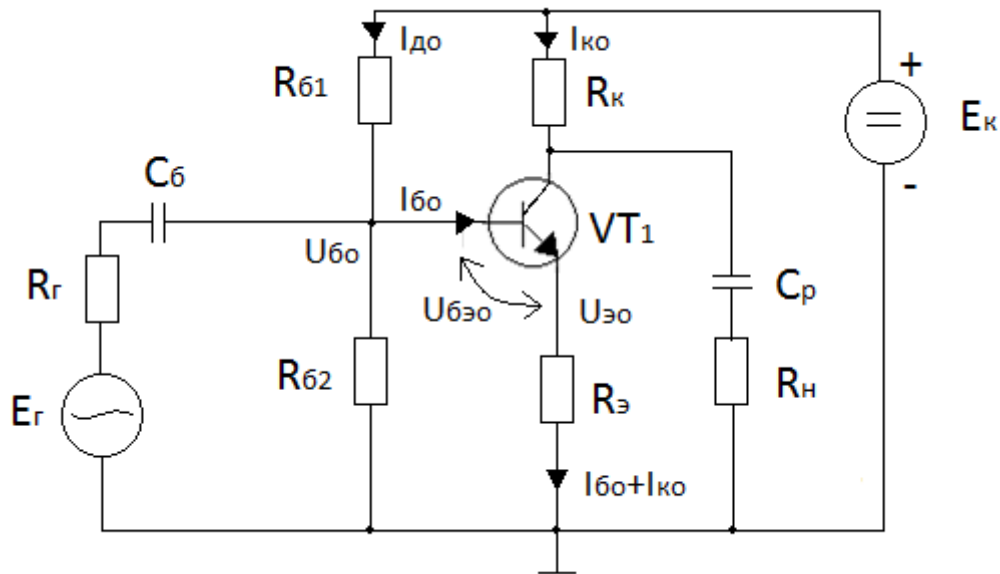 Iдо
Iко
Rб1
Rк
+
Eк
-
Cб
Iбо
VT1
Uбо
Rг
Uбэо
Uэо
Cр
Rб2
Rэ
Rн
Eг
Iбо+Iко